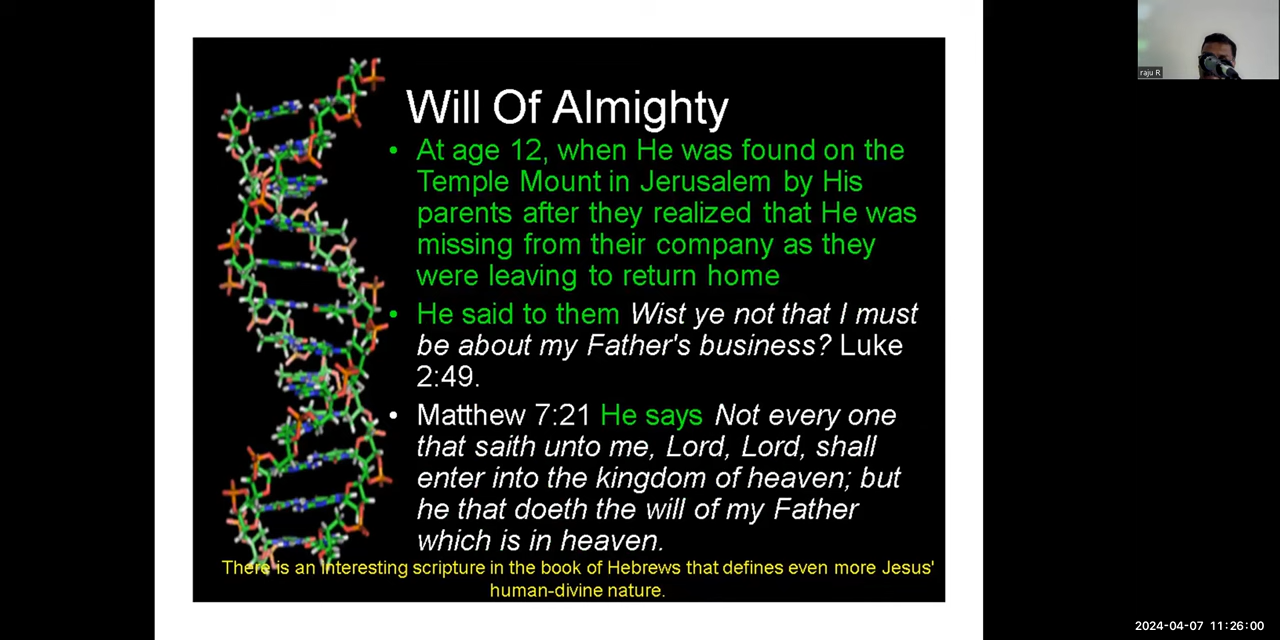 raju R
Will Of Almighty
• At age 12, when He was found on the
Temple Mount in Jerusalem by His
parents after they realized that He was
missing from their company as they
were leaving to return home
• He said to them Wist ye not that I must
be about my Father's business? Luke
2:49.
• Matthew 7:21 He says Not every one
that saith unto me, Lord, Lord, shall
enter into the kingdom of heaven; but
he that doeth the will of my Father
which is in heaven.
There is an interesting scripture in the book of Hebrews that defines even more Jesus'
human-divine nature.
2024-04-07 11:26:00